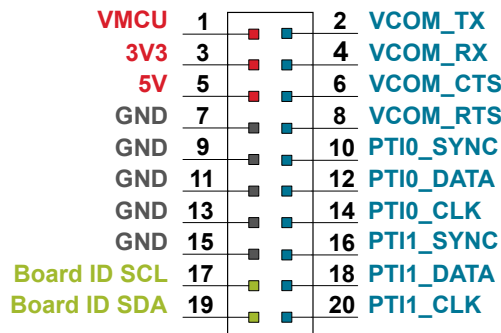 VMCU 1 2 VCOM_TX
3V3 3 4 VCOM_RX
5V 5 6 VCOM_CTS
GND 7 8 VCOM_RTS
GND 9 10 PTI0_SYNC
GND 11 12 PTI0_DATA
GND 13 14 PTI0_CLK
GND 15 16 PTI1_SYNC
Board ID SCL 17 18 PTI1_DATA
Board ID SDA 19 20 PTI1_CLK